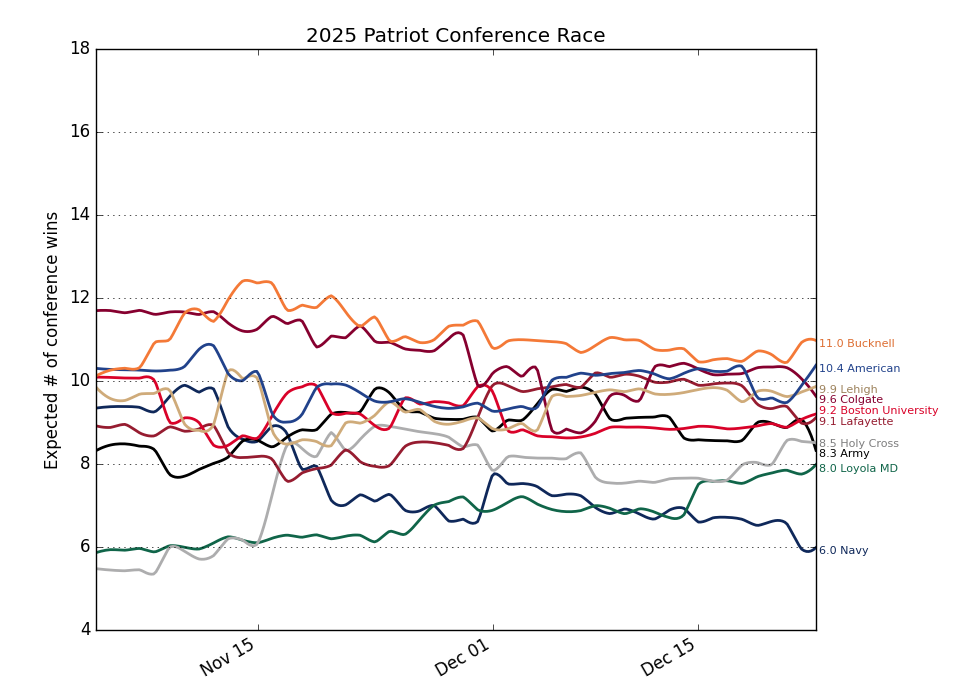 2025 Patriot Conference Race
Expected # of conference wins
18
16
14
12
10
8
6
4
Nov 15
Dec 01
Dec 15
11.0 Bucknell
10.4 American
9.9 Lehigh
9.6 Colgate
9.2 Boston University
9.1 Lafayette
8.5 Holy Cross
8.3 Army
8.0 Loyola MD
6.0 Navy